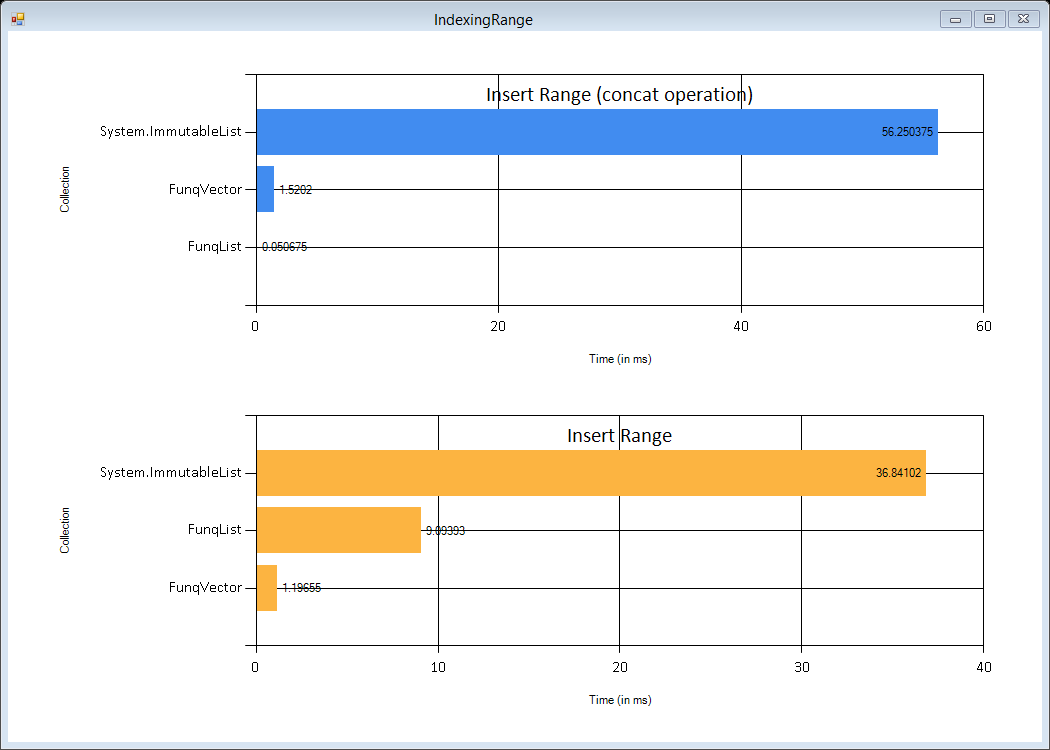 IndexingRange
Insert Range (concat operation)
System.ImmutableList
56.250375
FunqVector
1.5202
FunqList
0.050675
Collection
0 20 40 60
Time (in ms)
Insert Range
System.ImmutableList
36.84102
FunqList
9.09393
FunqVector
1.19655
Collection
0 10 20 30 40
Time (in ms)